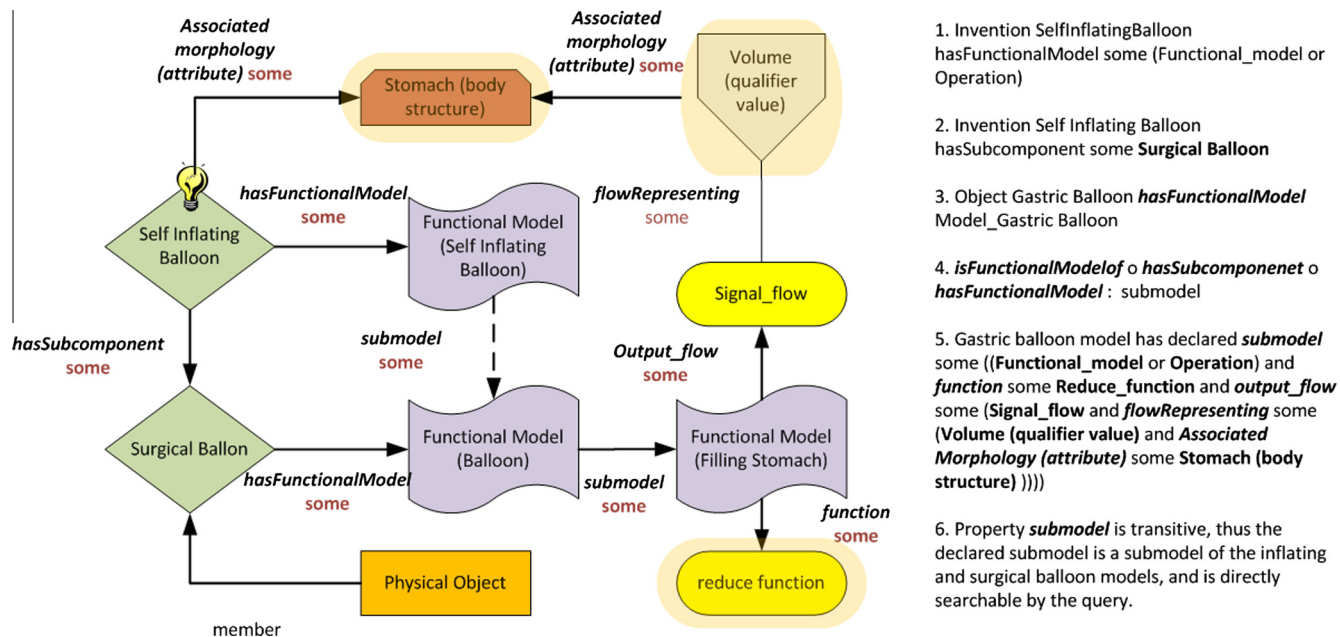 Associated
morphology
(attribute) some
Associated
morphology
(attribute) some
Stomach (body
structure)
Volume
(qualifier
value)
hasFunctionalModel
some
flowRepresenting
some
Self Inflating
Balloon
Functional Model
(Self Inflating
Balloon)
Signal_flow
hasSubcomponent
some
submodel
some
Output_flow
some
Surgical Ballon
hasFunctionalModel
some
Functional Model
(Balloon)
submodel
some
Functional Model
(Filling Stomach)
function
some
Physical Object
reduce function
member
1. Invention SelfInflatingBalloon
hasFunctionalModel some (Functional_model or
Operation)
2. Invention Self Inflating Balloon
hasSubcomponent some Surgical Balloon
3. Object Gastric Balloon hasFunctionalModel
Model_Gastric Balloon
4. isFunctionalModelof o hasSubcomponenet o
hasFunctionalModel : submodel
5. Gastric balloon model has declared submodel
some ((Functional_model or Operation) and
function some Reduce_function and output_flow
some (Signal_flow and flowRepresenting some
(Volume (qualifier value) and Associated
Morphology (attribute) some Stomach (body
structure) ))))
6. Property submodel is transitive, thus the
declared submodel is a submodel of the inflating
and surgical balloon models, and is directly
searchable by the query.